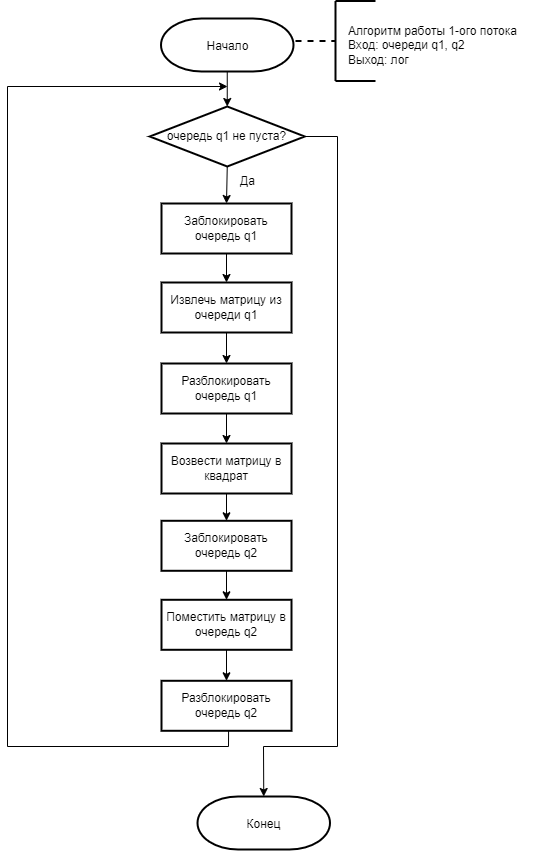 Начало
Алгоритм работы 1-ого потока
Вход: очереди q1, q2
Выход: лог
очередь q1 не пуста?
Да
Заблокировать
очередь q1
Извлечь матрицу из
очереди q1
Разблокировать
очередь q1
Возвести матрицу в
квадрат
Заблокировать
очередь q2
Поместить матрицу в
очередь q2
Разблокировать
очередь q2
Конец